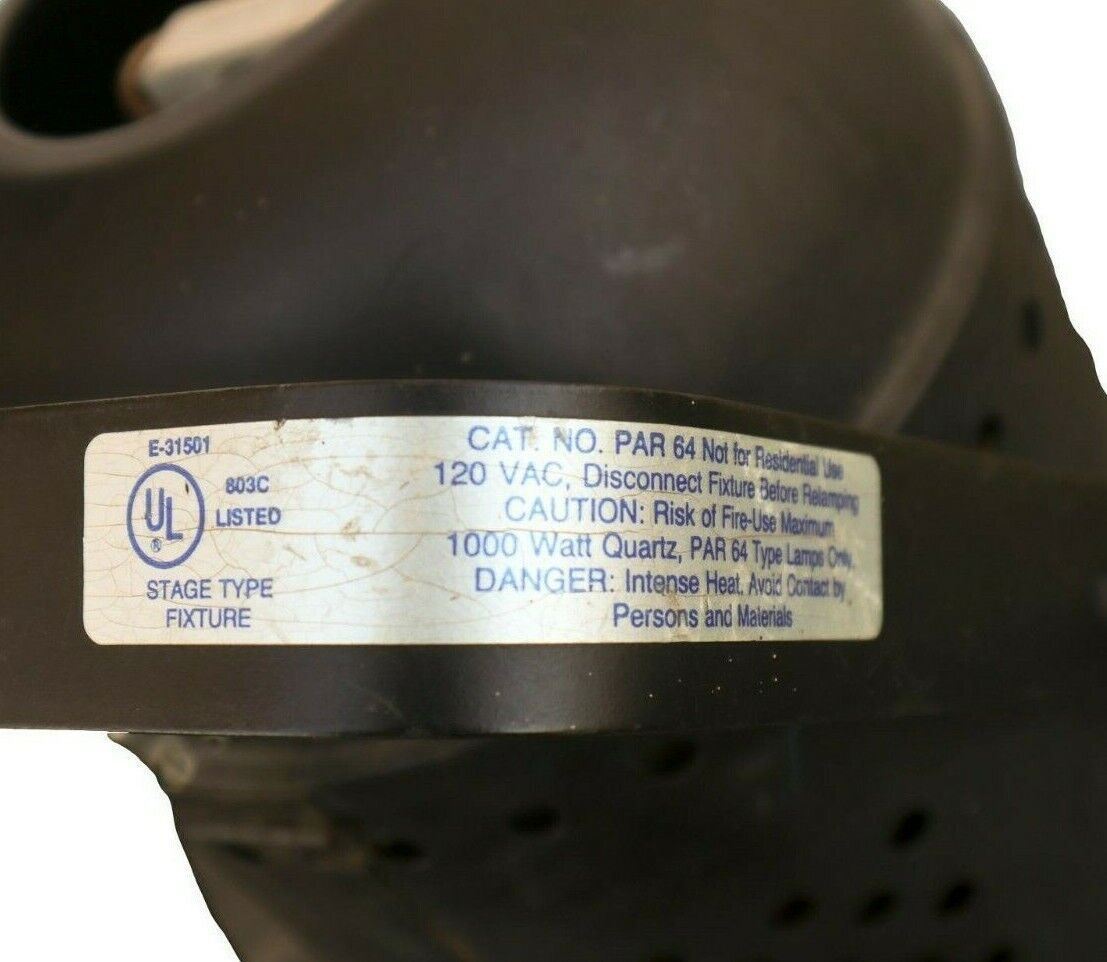 E-31501
UL
®
803C
LISTED
STAGE TYPE
FIXTURE
CAT. NO. PAR 64 Not for Residential Use
120 VAC, Disconnect Fixture Before Relamping
CAUTION: Risk of Fire-Use Maximum
1000 Watt Quartz, PAR 64 Type Lamps Only.
DANGER: Intense Heat. Avoid Contact by
Persons and Materials